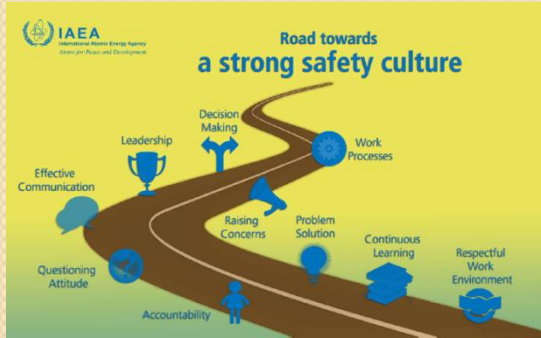 IAEA
International Atomic Energy Agency
Atoms for Peace and Development
Road towards
a strong safety culture
Decision
Making
Leadership
Work
Processes
Effective
Communication
Raising
Concerns
Problem
Solution
Continuous
Learning
Respectful
Work
Environment
Questioning
Attitude
Accountability